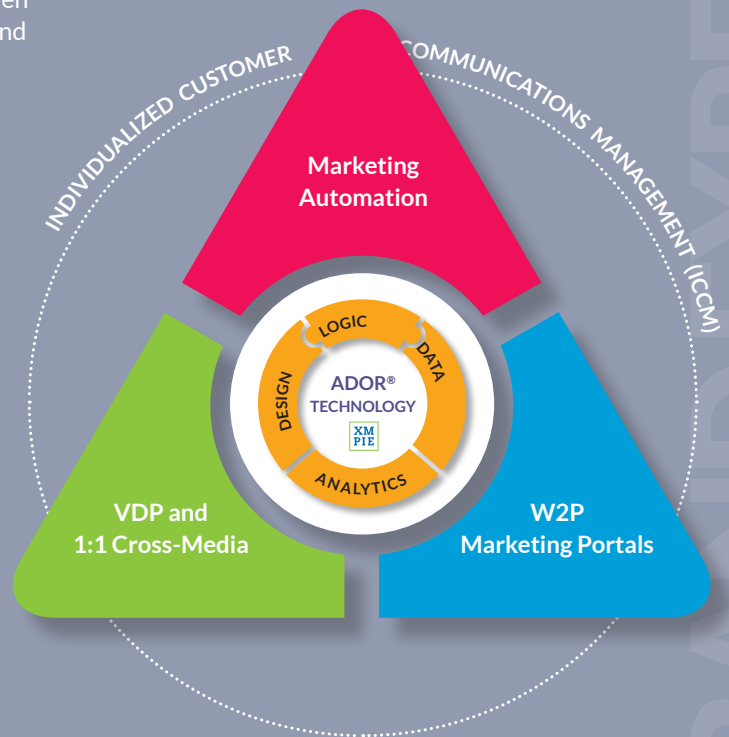 INDIVIDUALIZED CUSTOMER COMMUNICATIONS MANAGEMENT (ICCM)
Marketing
Automation
LOGIC
DATA
DESIGN
ADOR®
TECHNOLOGY
XM
PIE
ANALYTICS
VDP and
1:1 Cross-Media
W2P
Marketing Portals